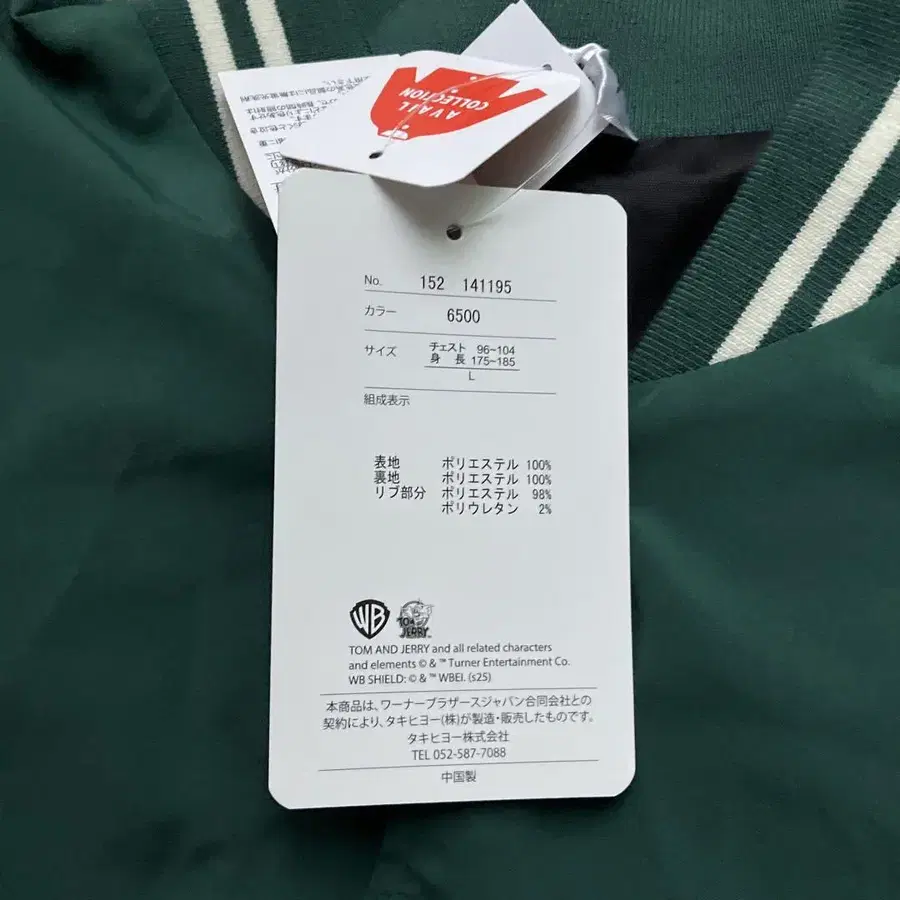 AVAIL
COLLECTION
No. 152 141195
カラー 6500
サイズ チェスト 96~104
身長 175~185
L
組成表示
表地 ポリエステル 100%
裏地 ポリエステル 100%
リブ部分 ポリエステル 98%
ポリウレタン 2%
WB TOM AND JERRY
TOM AND JERRY and all related characters
and elements © & ™ Turner Entertainment Co.
WB SHIELD: © & ™ WBEI. (s25)
本商品は、ワーナーブラザースジャパン合同会社との
契約により、タキヒヨー(株)が製造・販売したものです。
タキヒヨー株式会社
TEL 052-587-7088
中国製